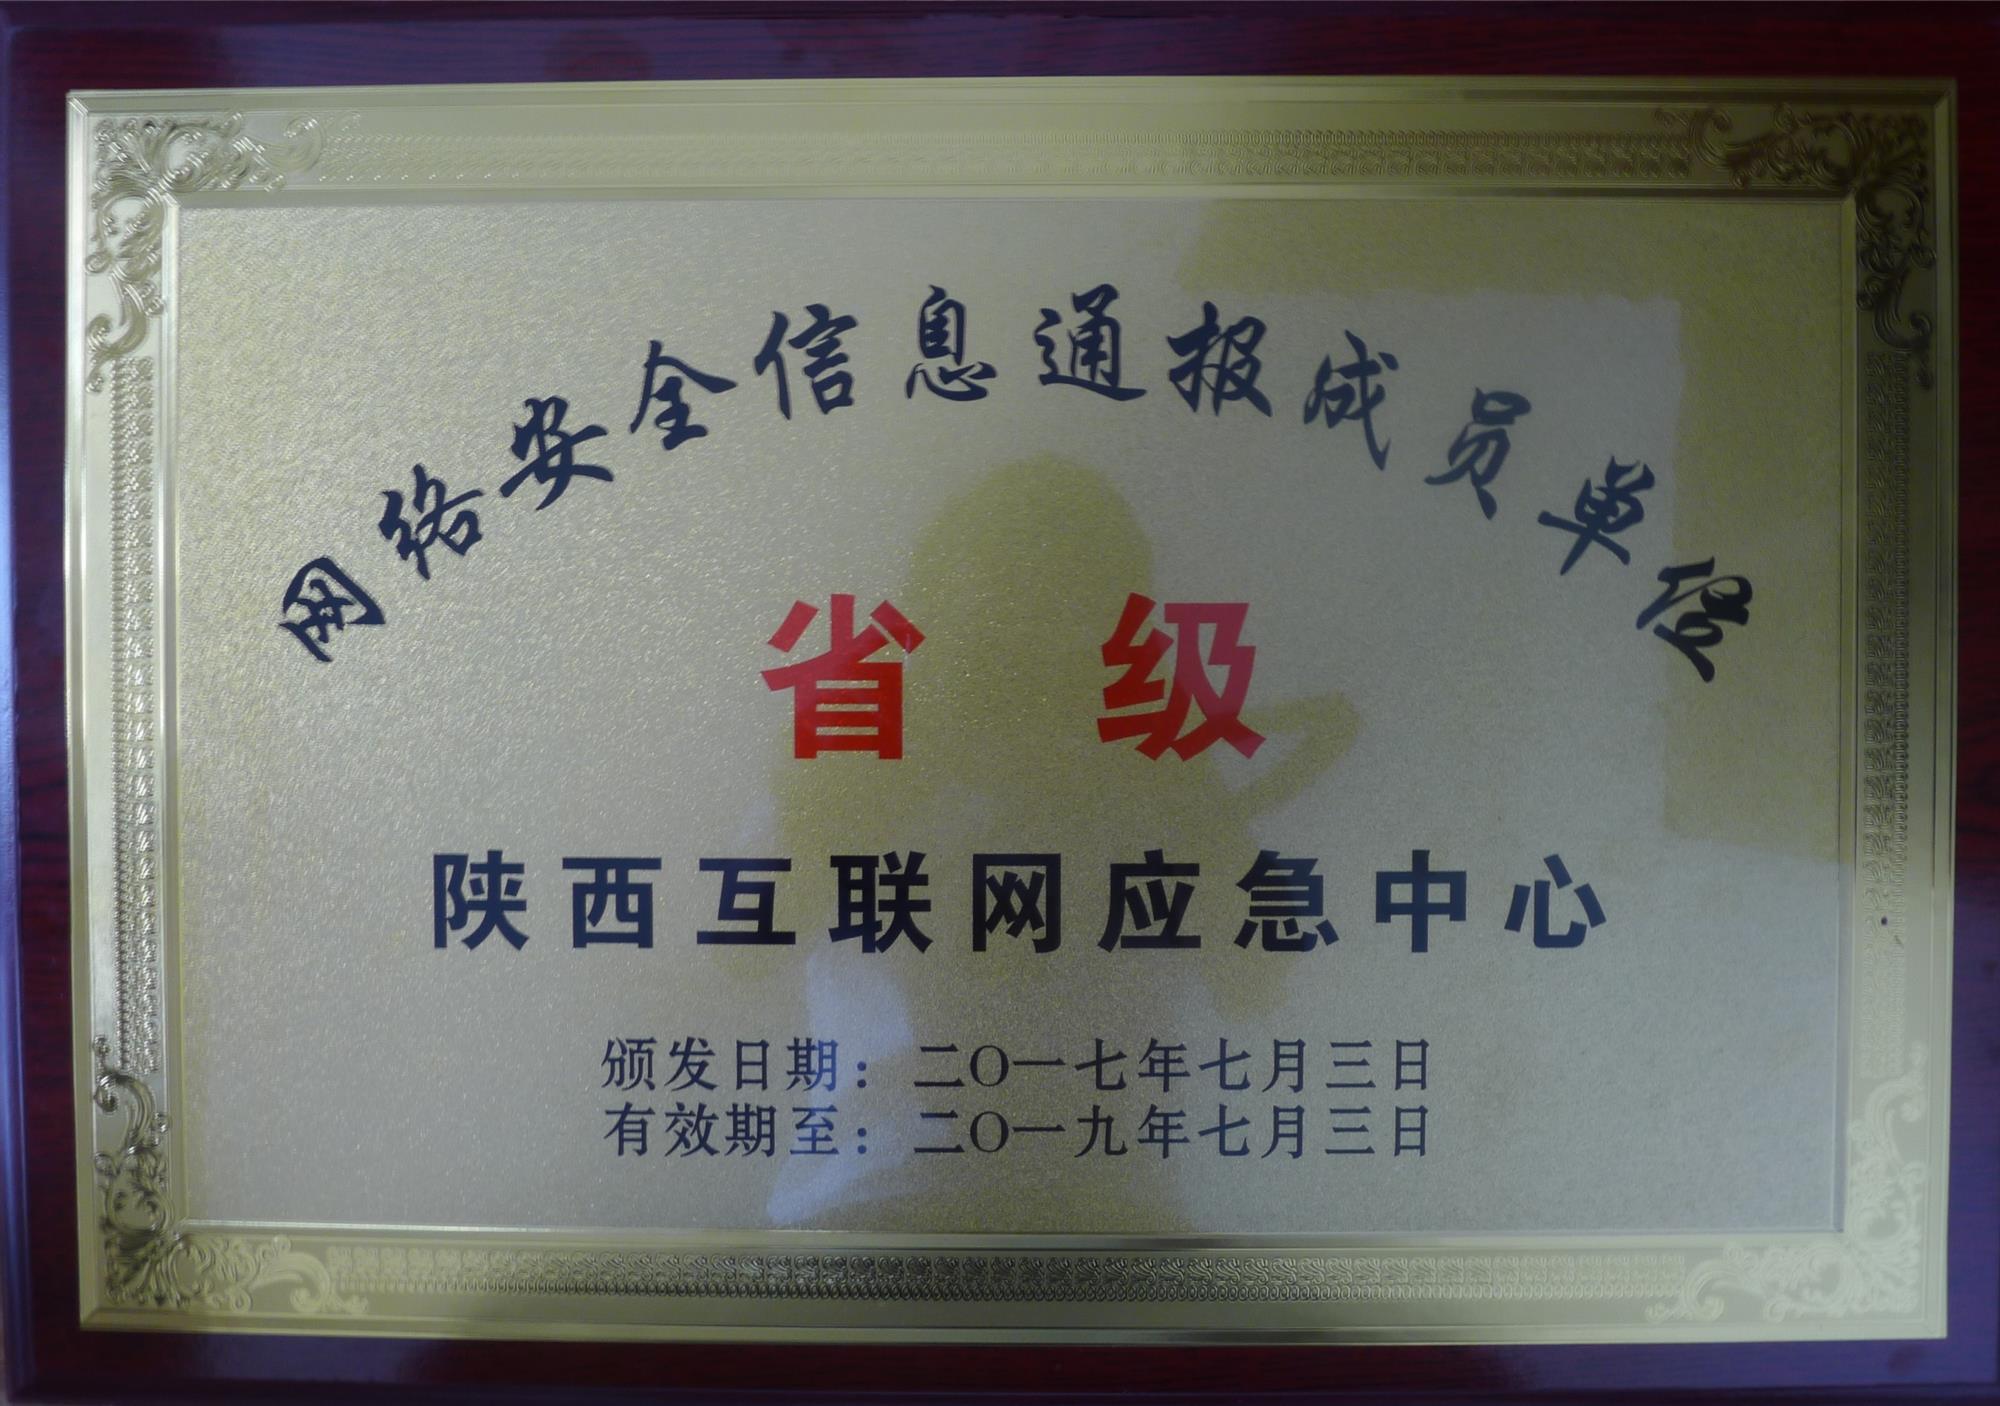 网络安全信息通报成员单位
省级
陕西互联网应急中心
颁发日期：二〇一七年七月三日
有效期至：二〇一九年七月三日